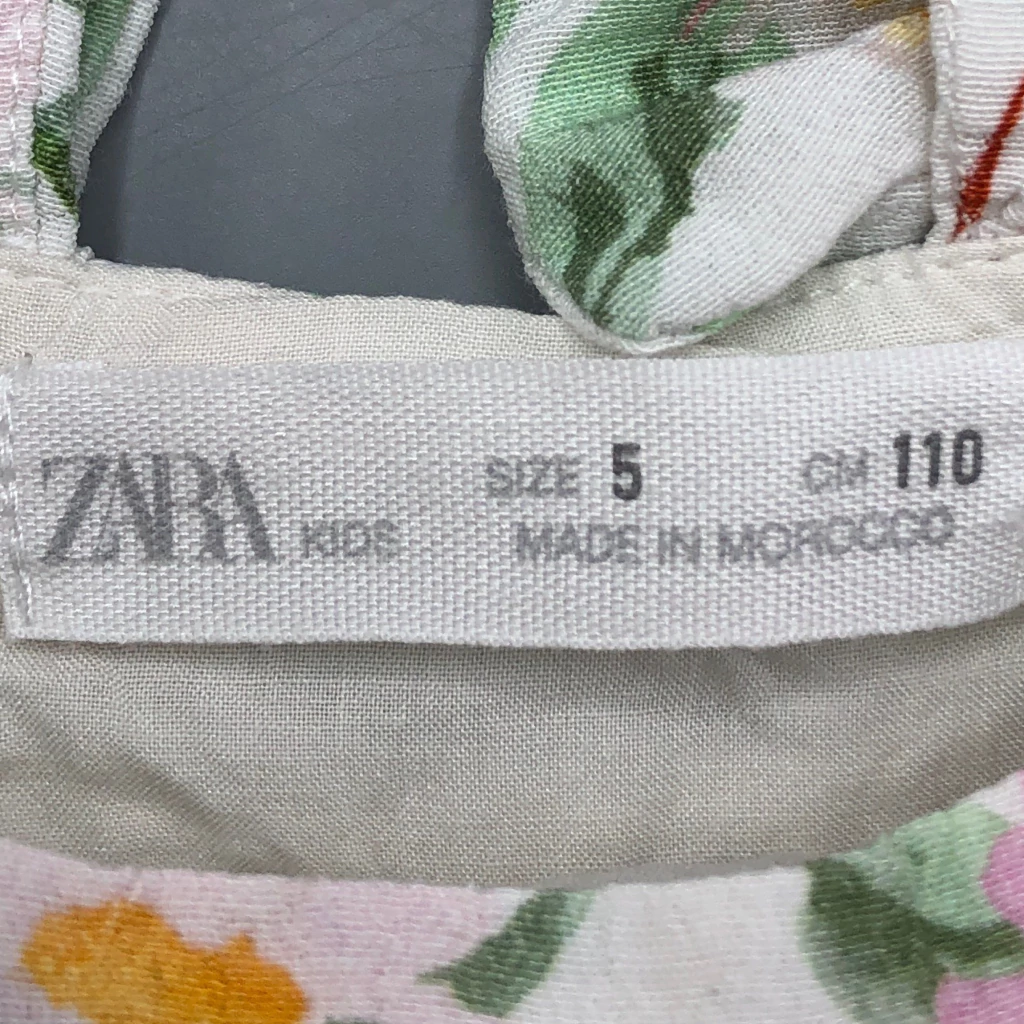 ZARA KIDS SIZE 5 CM 110
MADE IN MOROCCO